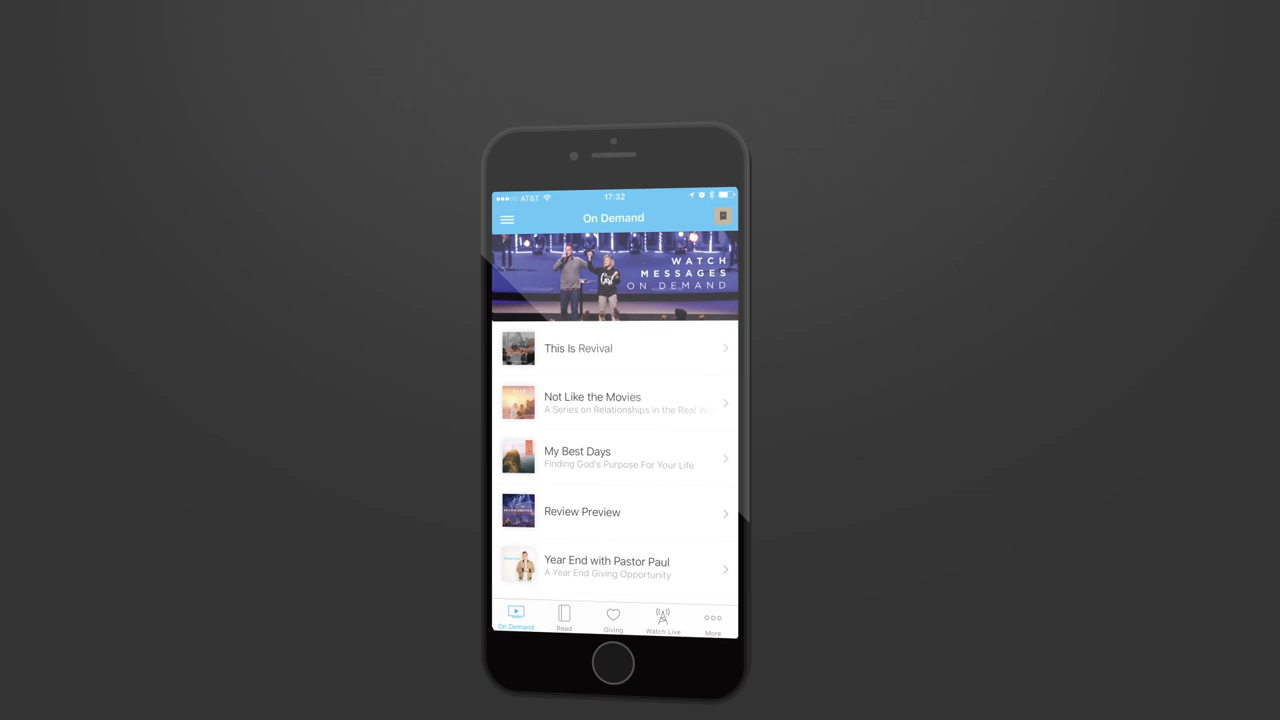 AT&T
17:32
On Demand
WATCH
MESSAGES
ON DEMAND
This Is Revival
Not Like the Movies
A Series on Relationships in the Real
My Best Days
Finding God's Purpose For Your Life
Review Preview
REVIEW PREVIEW
Year End with Pastor Paul
A Year End Giving Opportunity
On Demand
Read
Giving
Watch Live
More